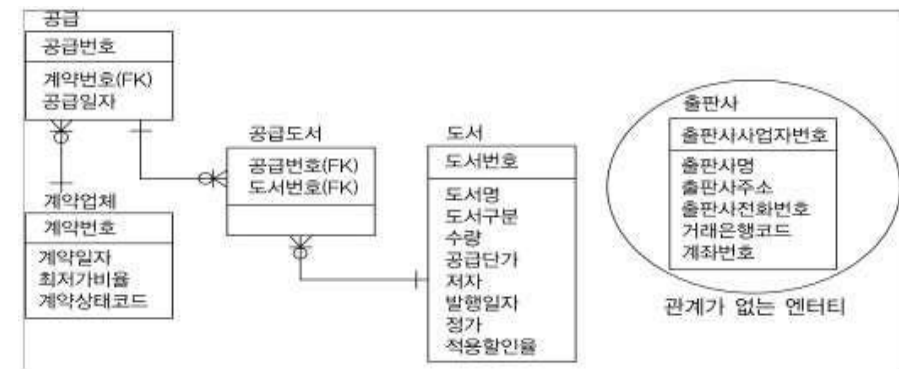 공급
공급번호
계약번호(FK)
공급일자
계약업체
계약번호
계약일자
최저가비율
계약상태코드
공급도서
공급번호(FK)
도서번호(FK)
도서
도서번호
도서명
도서구분
수량
공급단가
저자
발행일자
정가
적용할인율
출판사
출판사사업자번호
출판사명
출판사주소
출판사전화번호
거래은행코드
계좌번호
관계가 없는 엔터티